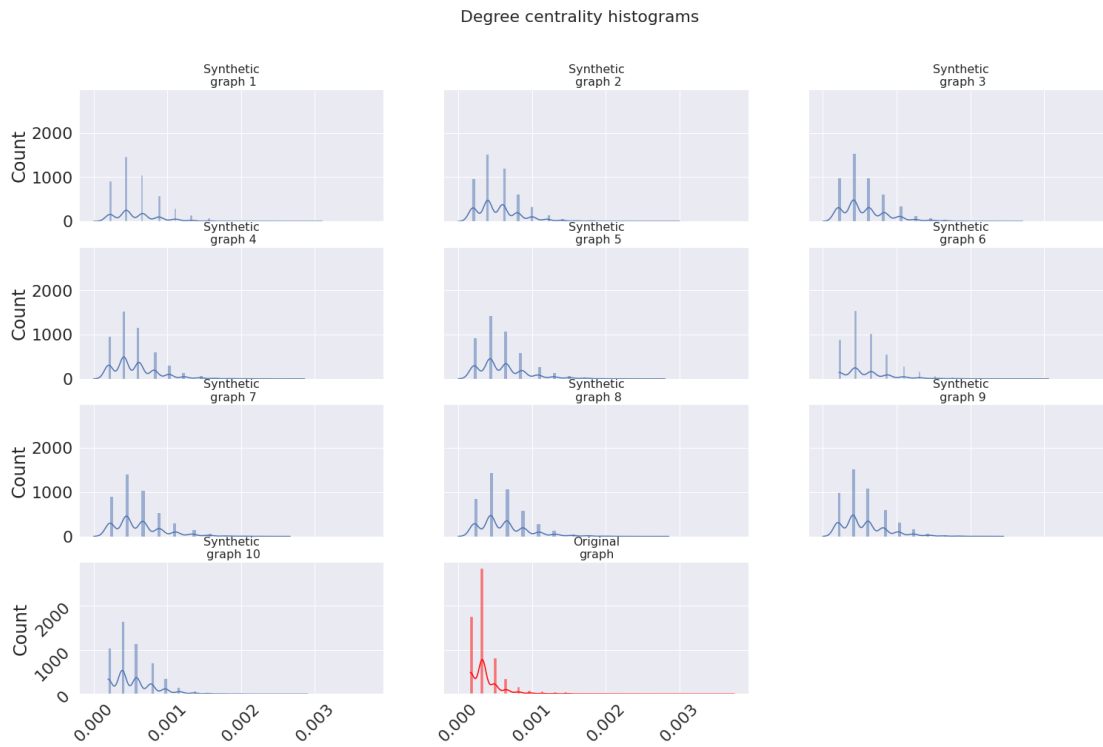 Degree centrality histograms
Synthetic
graph 1
Synthetic
graph 2
Synthetic
graph 3
Count
2000
1000
0
Synthetic
graph 4
Synthetic
graph 5
Synthetic
graph 6
Count
2000
1000
0
Synthetic
graph 7
Synthetic
graph 8
Synthetic
graph 9
Count
2000
1000
0
Synthetic
graph 10
Original
graph
Count
2000
1000
0
0.000
0.001
0.002
0.003
0.000
0.001
0.002
0.003